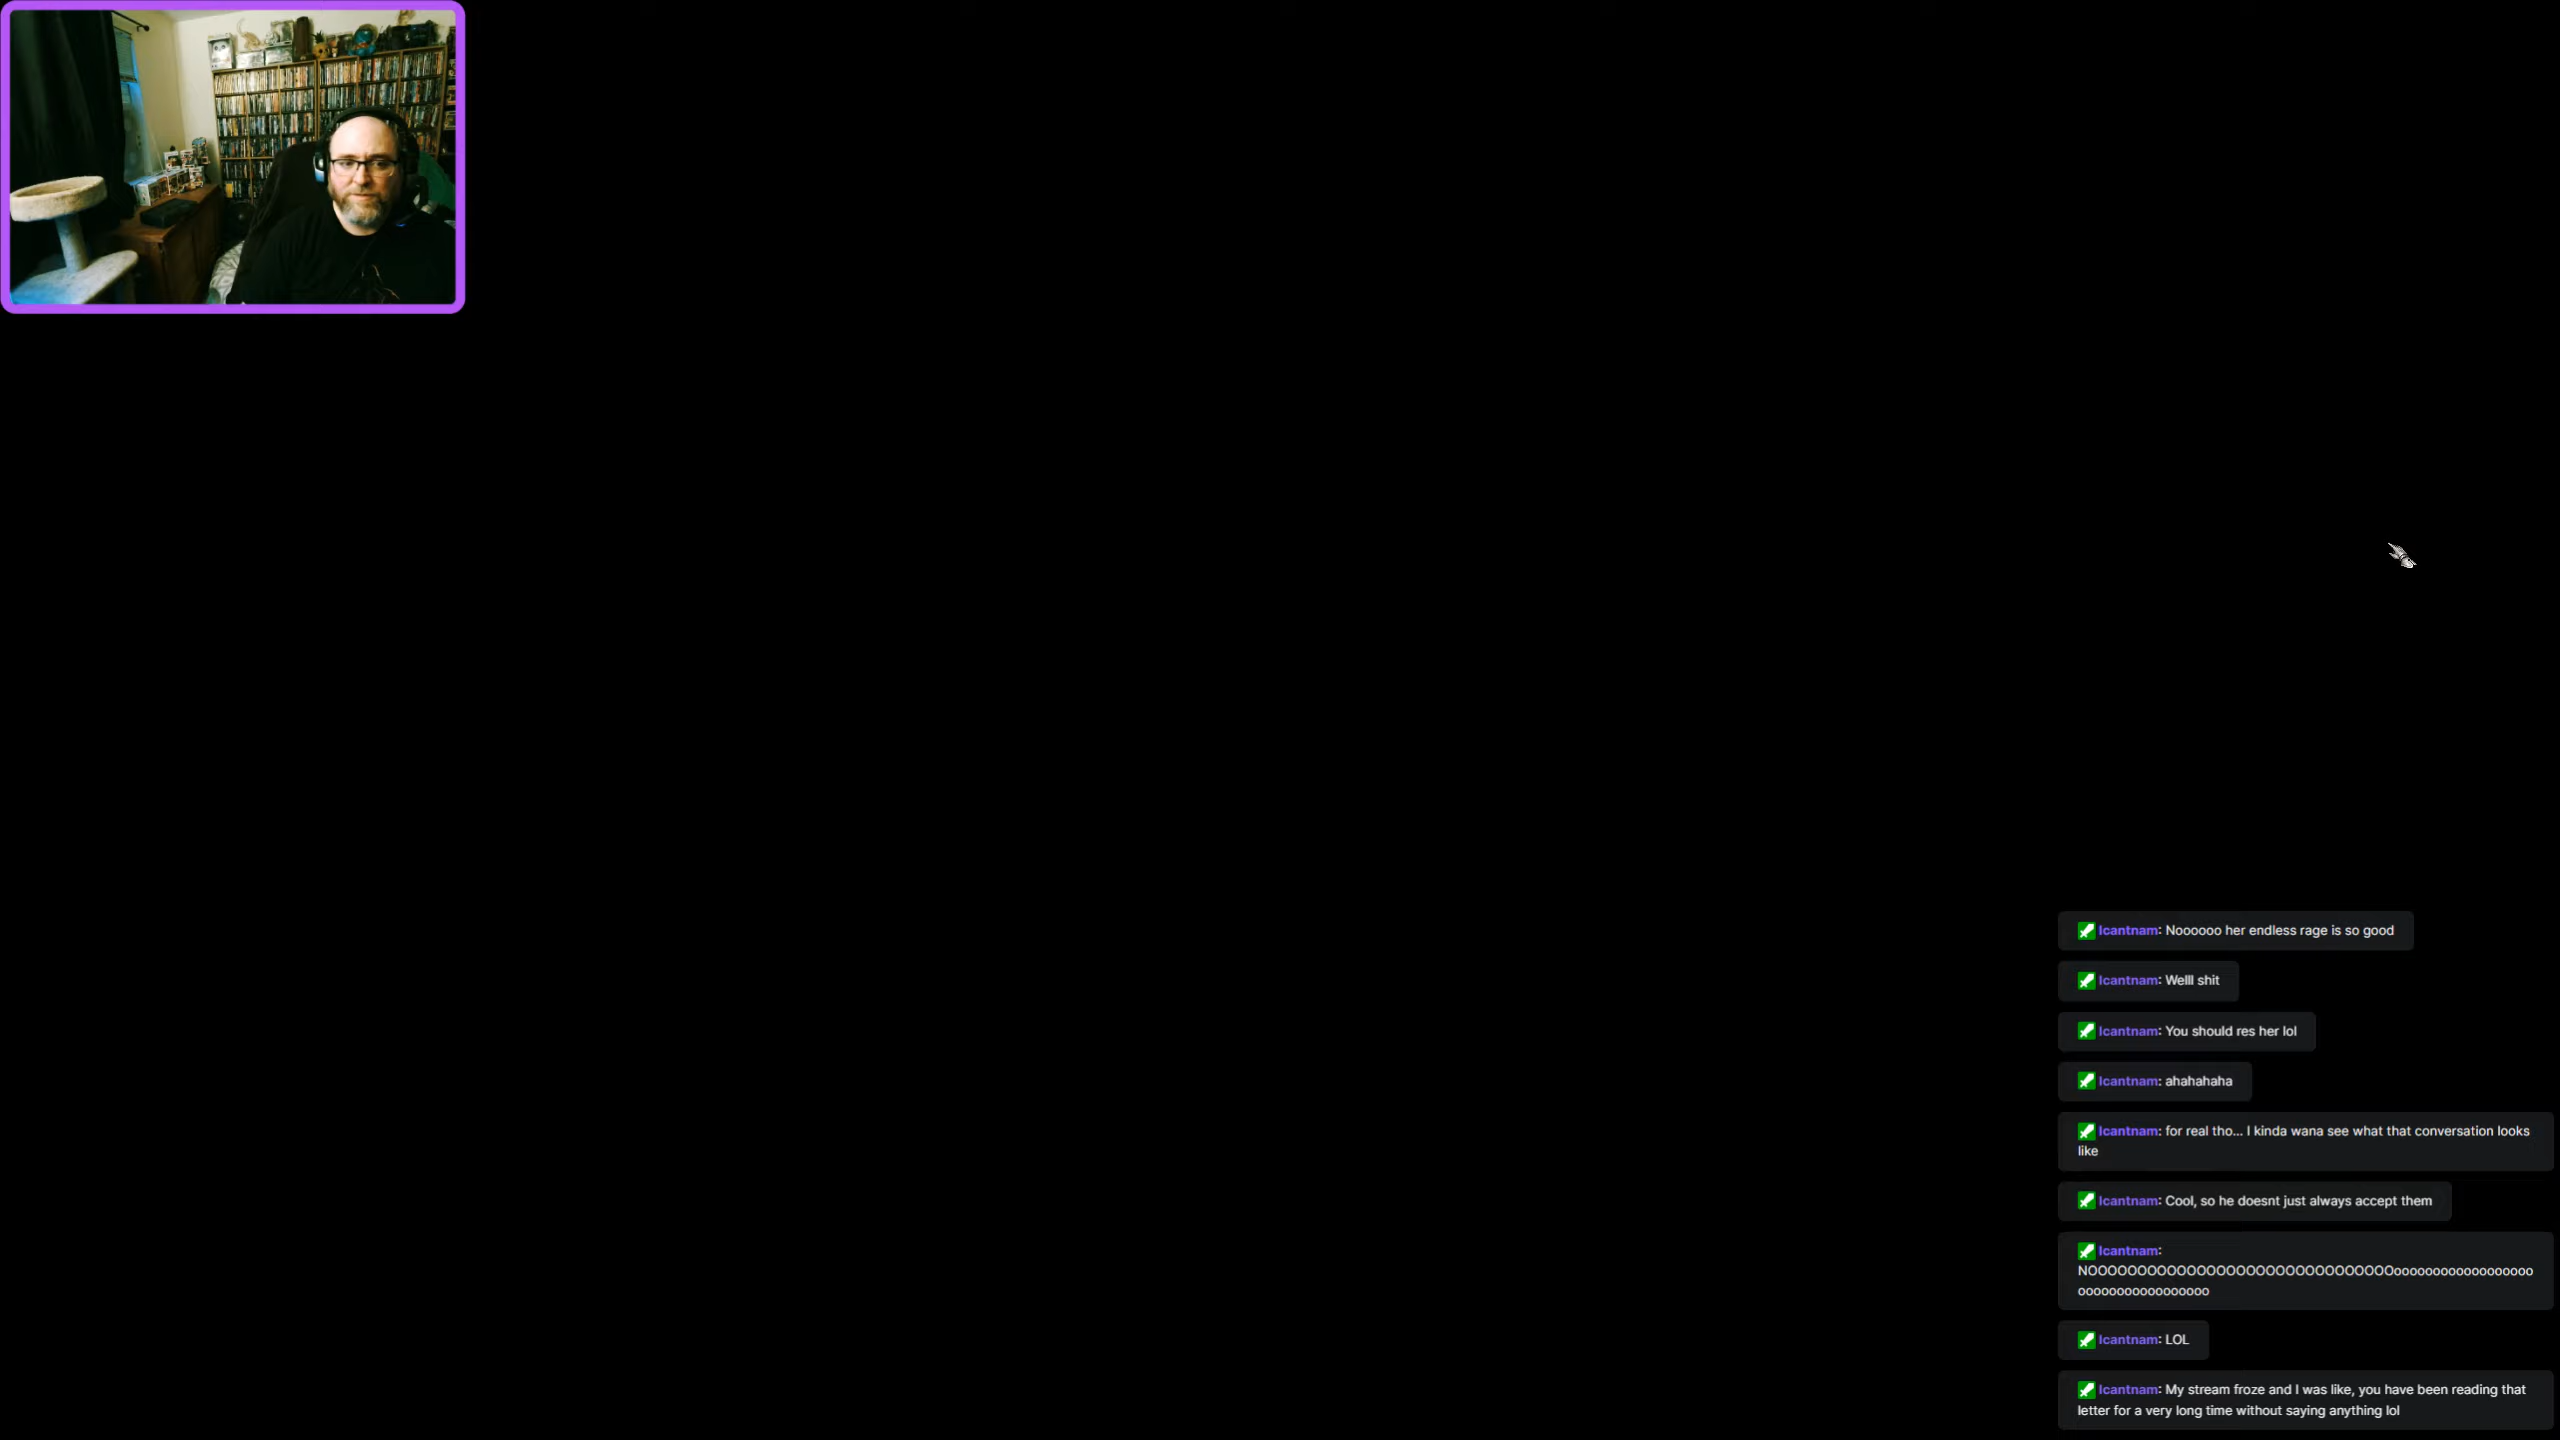 Icantnam: Noooooo her endless rage is so good
Icantnam: Welll shit
Icantnam: You should res her lol
Icantnam: ahahahaha
Icantnam: for real tho... I kinda wana see what that conversation looks
like
Icantnam: Cool, so he doesnt just always accept them
Icantnam:
NOOOOOOOOOOOOOOOOOOOOOOOOOOOOOOOooooooooooooooooooo
ooooooooooooooooo
Icantnam: LOL
Icantnam: My stream froze and I was like, you have been reading that
letter for a very long time without saying anything lol